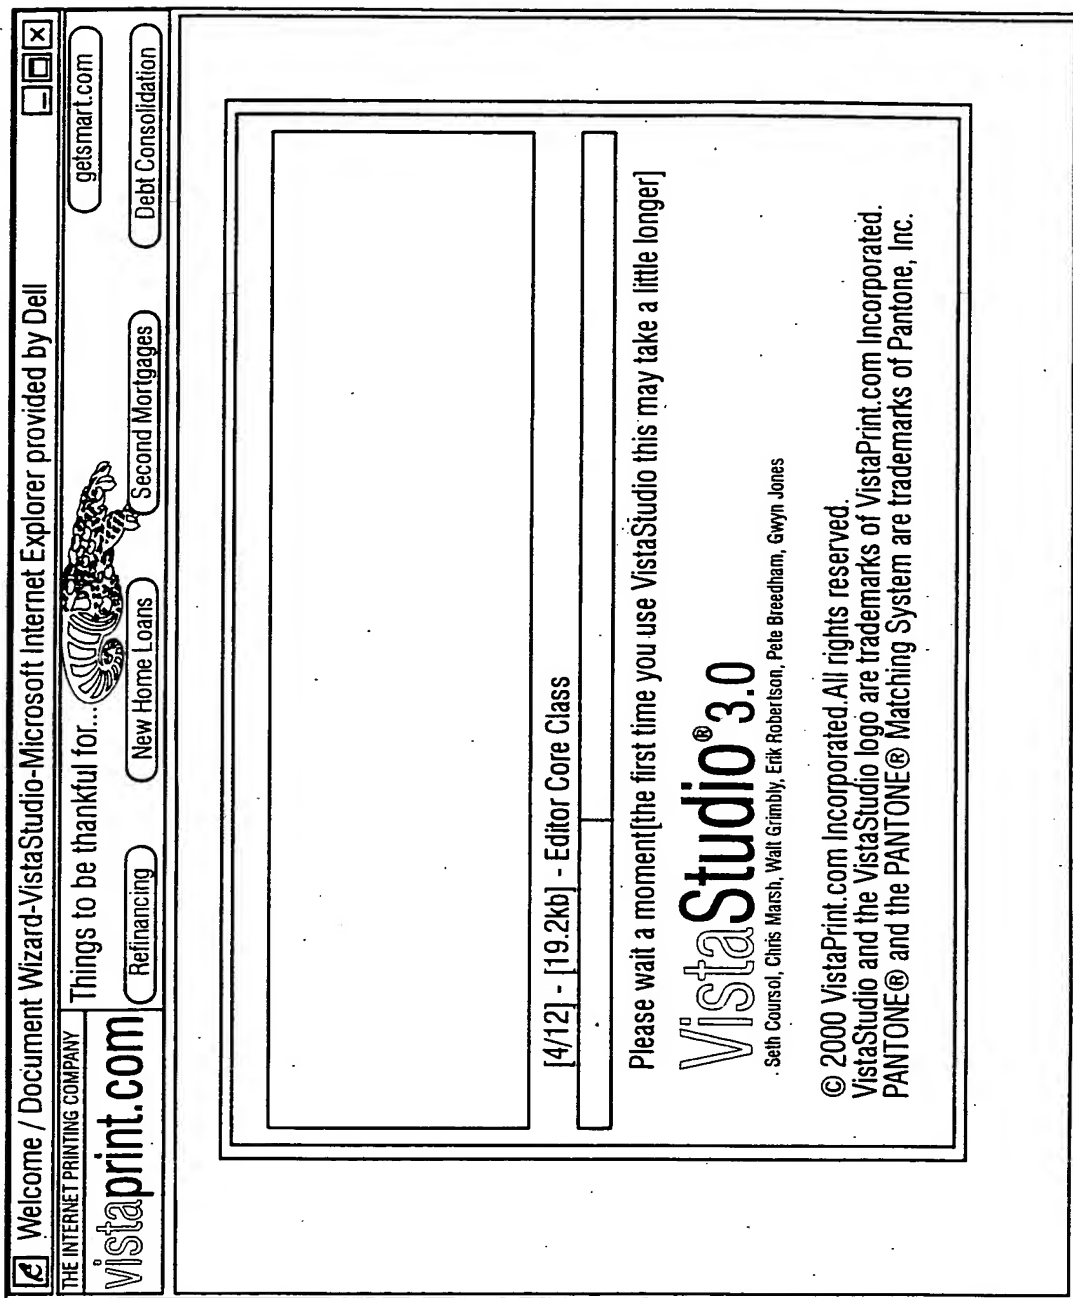 Welcome / Document Wizard-VistaStudio-Microsoft Internet Explorer provided by Dell
THE INTERNET PRINTING COMPANY
vistaprint.com
Things to be thankful for...
getsmart.com
Refinancing
New Home Loans
Second Mortgages
Debt Consolidation
[4/12] - [19.2kb] - Editor Core Class
Please wait a moment[the first time you use VistaStudio this may take a little longer]
VistaStudio® 3.0
Seth Coursol, Chris Marsh, Walt Grimbly, Erik Robertson, Pete Breedham, Gwyn Jones
© 2000 VistaPrint.com Incorporated.All rights reserved.
VistaStudio and the VistaStudio logo are trademarks of VistaPrint.com Incorporated.
PANTONE® and the PANTONE® Matching System are trademarks of Pantone, Inc.